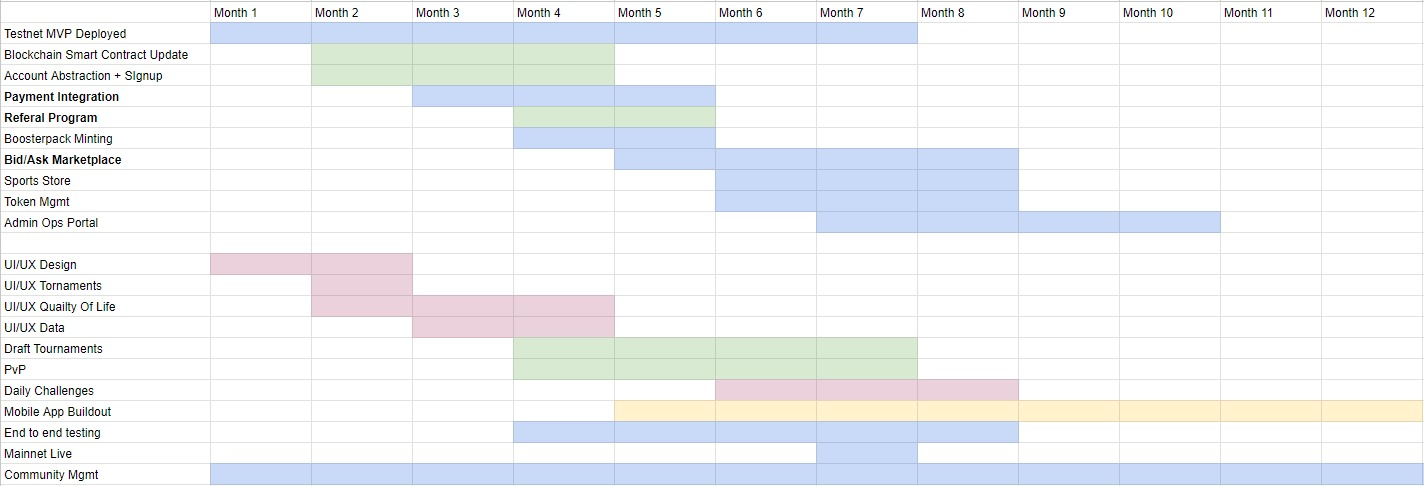 Month 1 Month 2 Month 3 Month 4 Month 5 Month 6 Month 7 Month 8 Month 9 Month 10 Month 11 Month 12
Testnet MVP Deployed
Blockchain Smart Contract Update
Account Abstraction + SIgnup
Payment Integration
Referal Program
Boosterpack Minting
Bid/Ask Marketplace
Sports Store
Token Mgmt
Admin Ops Portal
UI/UX Design
UI/UX Tornaments
UI/UX Quailty Of Life
UI/UX Data
Draft Tournaments
PvP
Daily Challenges
Mobile App Buildout
End to end testing
Mainnet Live
Community Mgmt